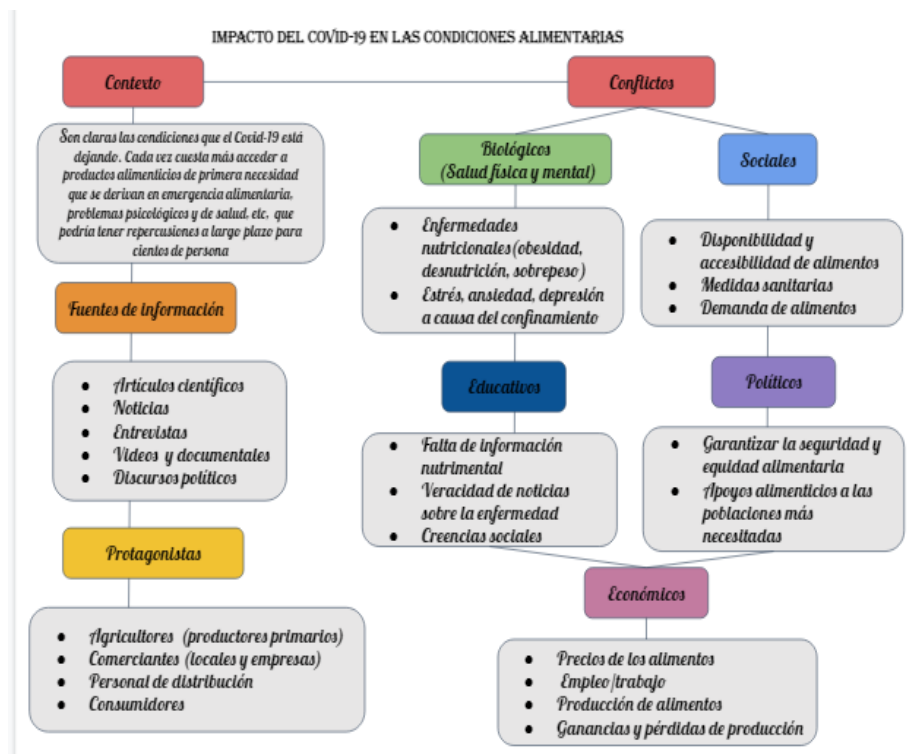 IMPACTO DEL COVID-19 EN LAS CONDICIONES ALIMENTARIAS
Contexto
Son claras las condiciones que el Covid-19 está
dejando. Cada vez cuesta más acceder a
productos alimenticios de primera necesidad
que se derivan en emergencia alimentaria,
problemas psicológicos y de salud, etc, que
podría tener repercusiones a largo plazo para
cientos de persona
Fuentes de información
● Artículos científicos
● Noticias
● Entrevistas
● Videos y documentales
● Discursos políticos
Protagonistas
● Agricultores (productores primarios)
● Comerciantes (locales y empresas)
● Personal de distribución
● Consumidores
Conflictos
Biológicos
(Salud física y mental)
● Enfermedades
nutricionales(obesidad,
desnutrición, sobrepeso)
● Estrés, ansiedad, depresión
a causa del confinamiento
Educativos
● Falta de información
nutrimental
● Veracidad de noticias
sobre la enfermedad
● Creencias sociales
Sociales
● Disponibilidad y
accesibilidad de alimentos
● Medidas sanitarias
● Demanda de alimentos
Políticos
● Garantizar la seguridad y
equidad alimentaria
● Apoyos alimenticios a las
poblaciones más
necesitadas
Económicos
● Precios de los alimentos
● Empleo/trabajo
● Producción de alimentos
● Ganancias y pérdidas de producción